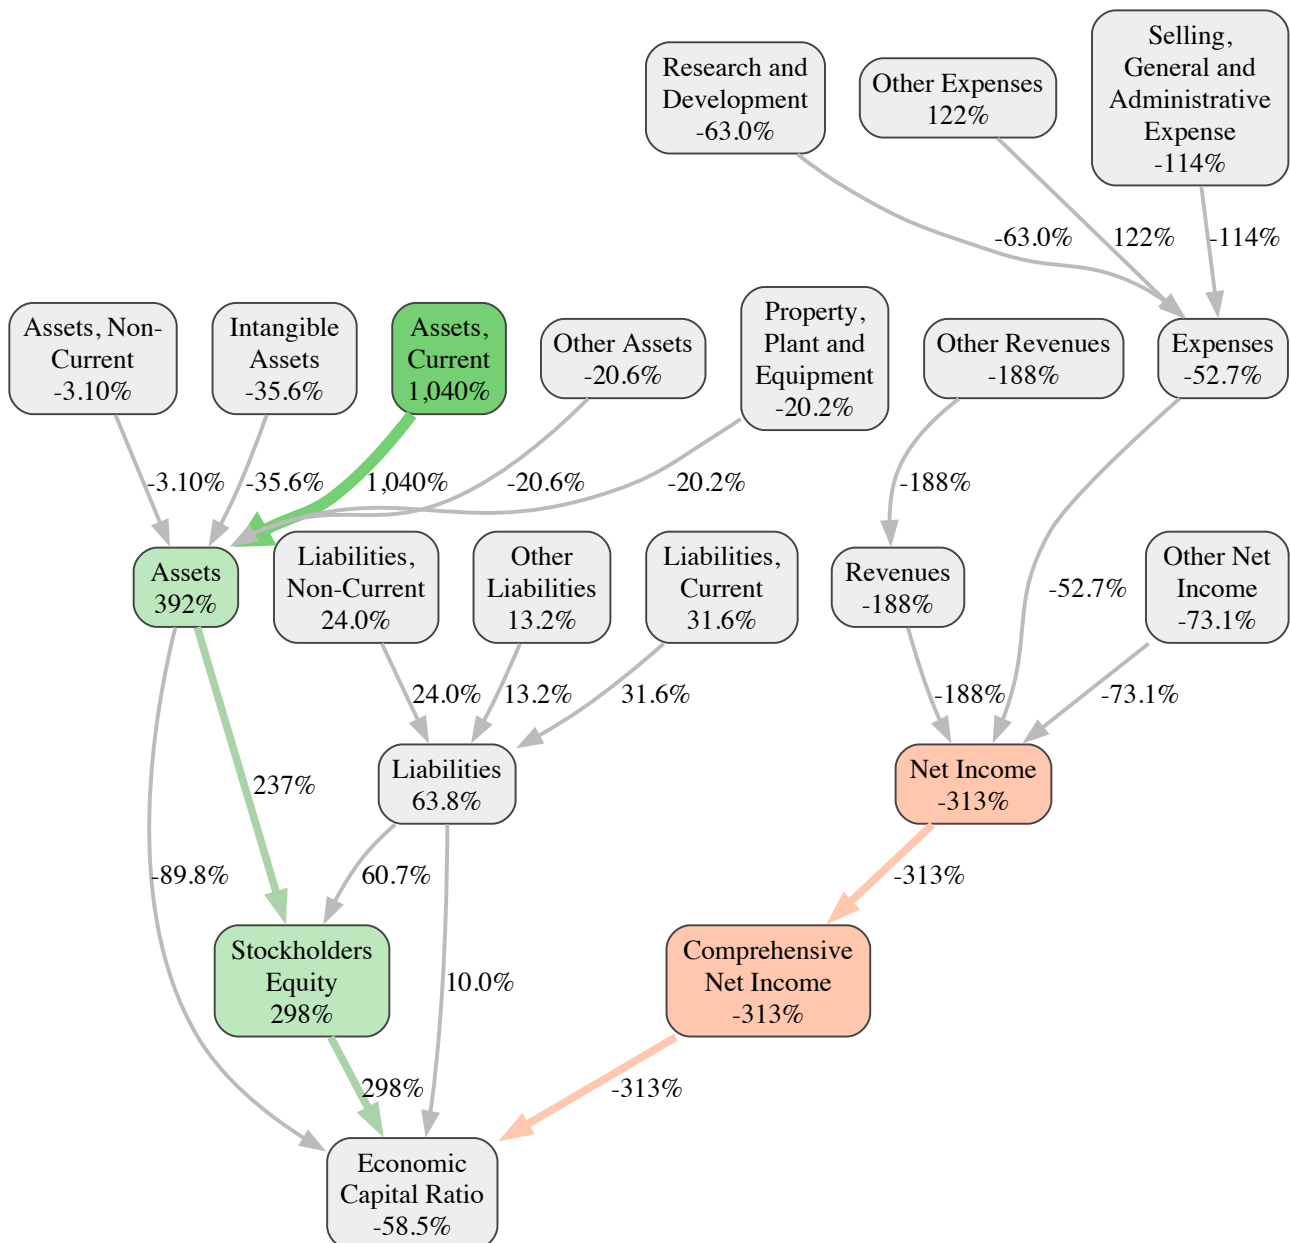 Selling,
General and
Administrative
Expense
-114%
Research and
Development
-63.0%
Other Expenses
122%
-63.0%
122%
-114%
Assets, Non-
Current
-3.10%
Intangible
Assets
-35.6%
Assets,
Current
1,040%
Other Assets
-20.6%
Property,
Plant and
Equipment
-20.2%
Other Revenues
-188%
Expenses
-52.7%
-3.10%
-35.6%
1,040%
-20.6%
-20.2%
-188%
Assets
392%
Liabilities,
Non-Current
24.0%
Other
Liabilities
13.2%
Liabilities,
Current
31.6%
Revenues
-188%
-52.7%
Other Net
Income
-73.1%
24.0%
13.2%
31.6%
-188%
-73.1%
237%
Liabilities
63.8%
Net Income
-313%
-89.8%
60.7%
-313%
Stockholders
Equity
298%
10.0%
Comprehensive
Net Income
-313%
298%
-313%
Economic
Capital Ratio
-58.5%